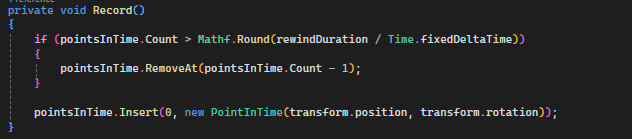 private void Record()
{
if (pointsInTime.Count > Mathf.Round(rewindDuration / Time.fixedDeltaTime))
{
pointsInTime.RemoveAt(pointsInTime.Count - 1);
}
pointsInTime.Insert(0, new PointInTime(transform.position, transform.rotation));
}